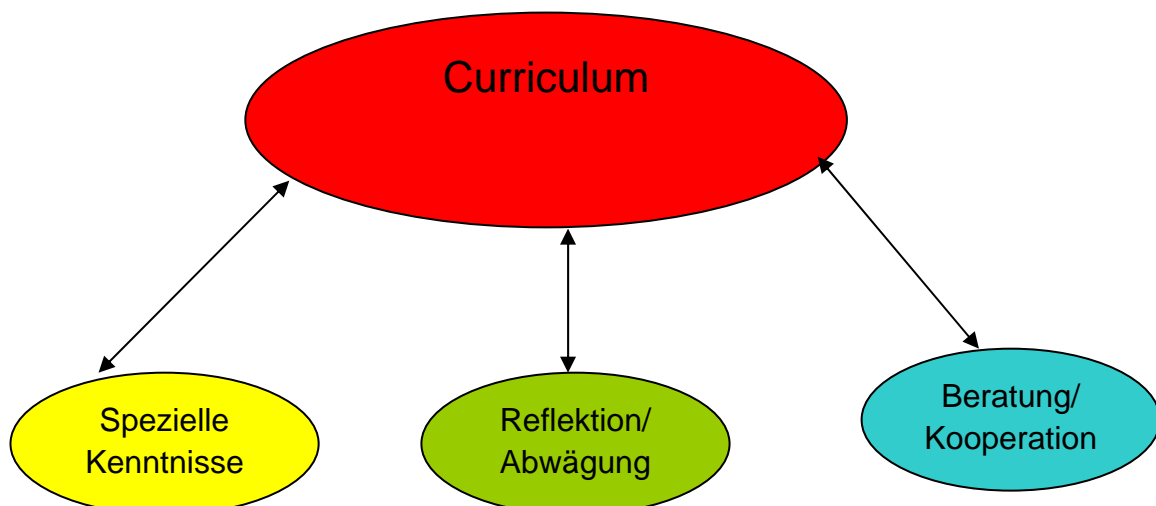 Curriculum
Spezielle
Kenntnisse
Reflektion/
Abwägung
Beratung/
Kooperation